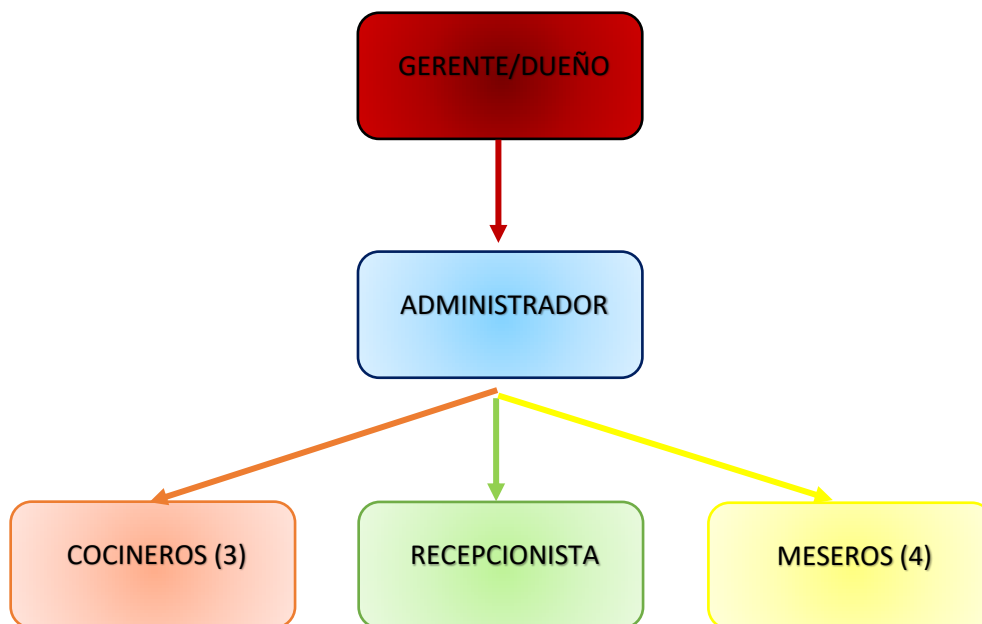 GERENTE/DUEÑO
ADMINISTRADOR
COCINEROS (3)
RECEPCIONISTA
MESEROS (4)